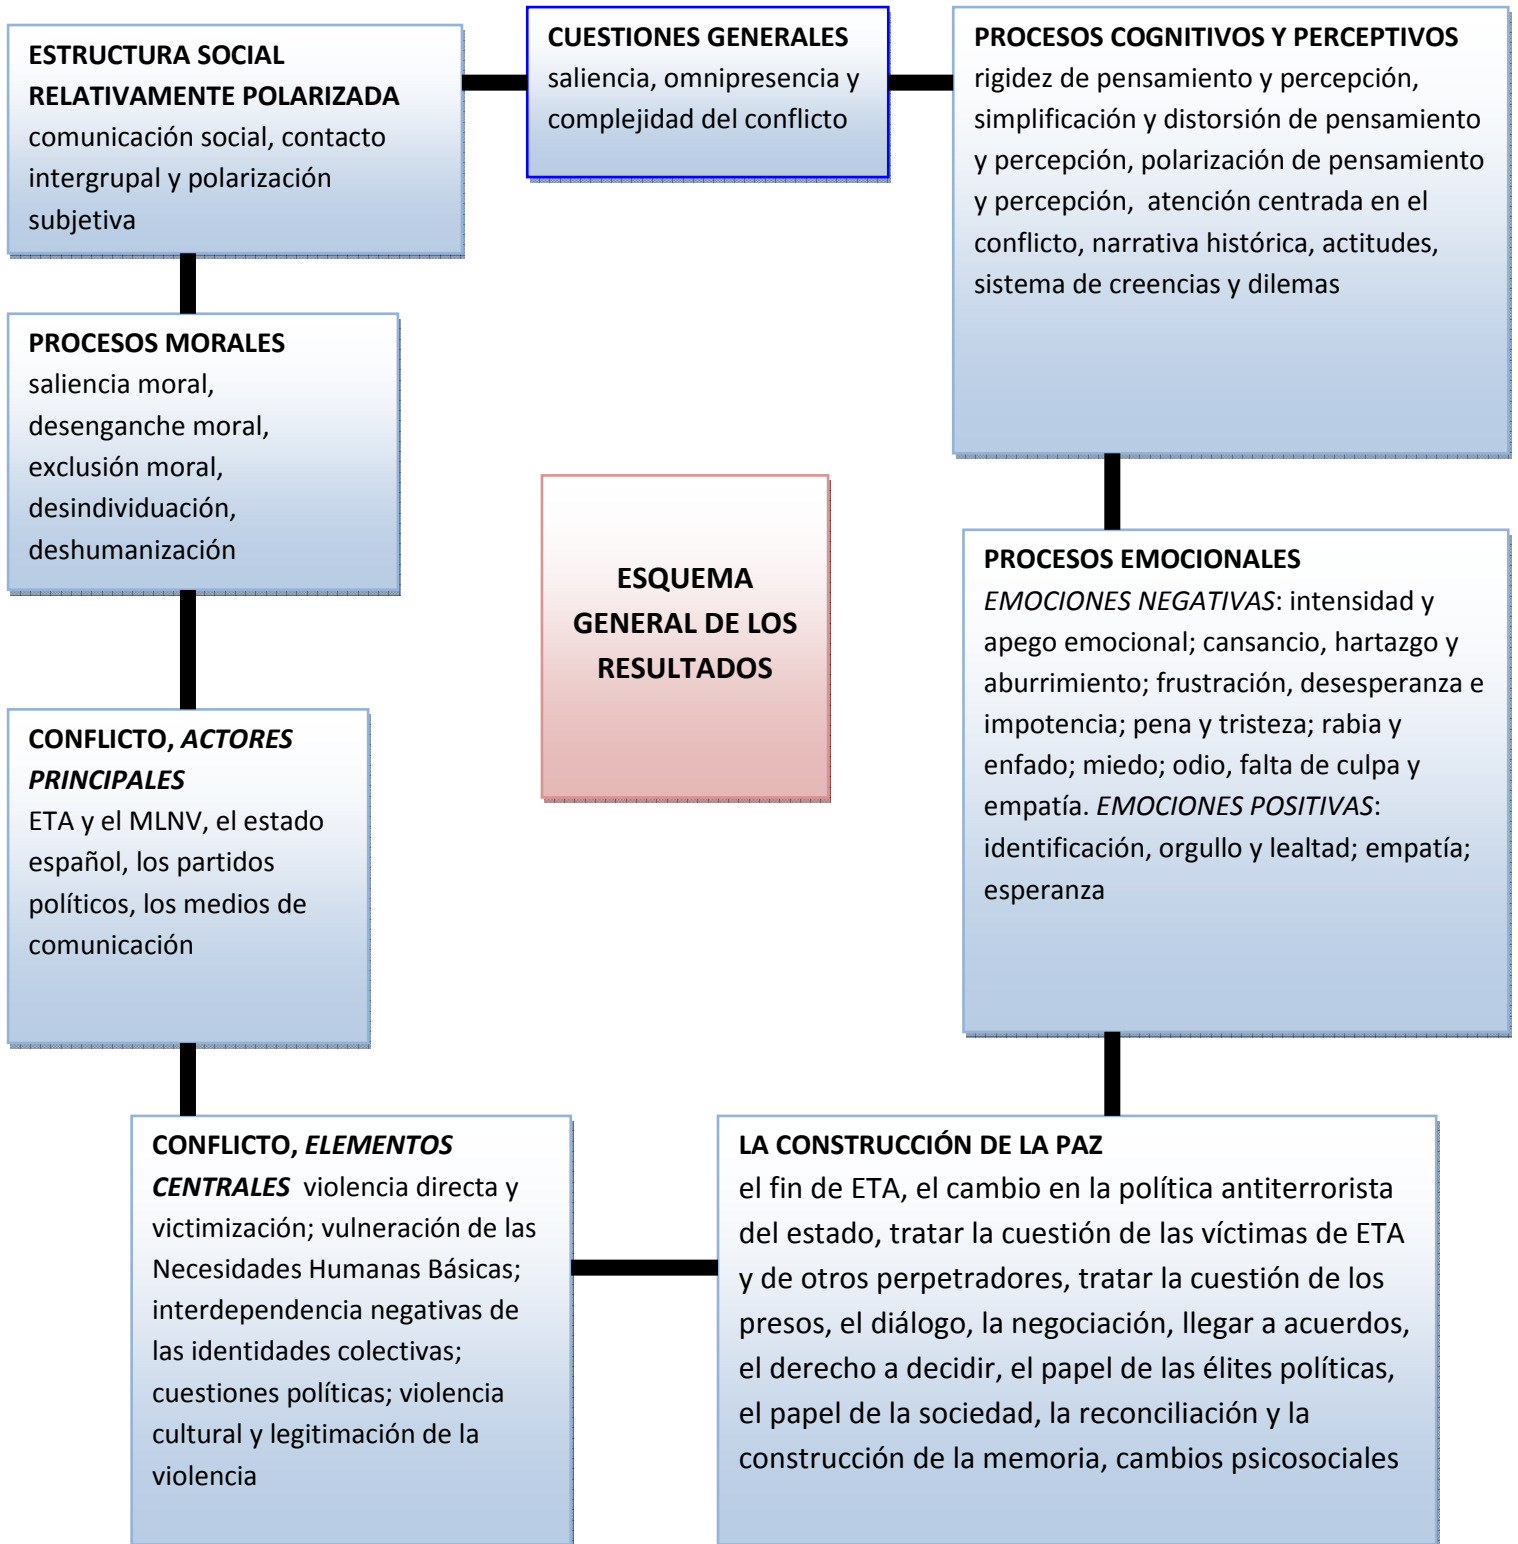 ESTRUCTURA SOCIAL
RELATIVAMENTE POLARIZADA
comunicación social, contacto
intergrupal y polarización
subjetiva
CUESTIONES GENERALES
saliencia, omnipresencia y
complejidad del conflicto
PROCESOS COGNITIVOS Y PERCEPTIVOS
rigidez de pensamiento y percepción,
simplificación y distorsión de pensamiento
y percepción, polarización de pensamiento
y percepción, atención centrada en el
conflicto, narrativa histórica, actitudes,
sistema de creencias y dilemas
PROCESOS MORALES
saliencia moral,
desenganche moral,
exclusión moral,
desindividuación,
deshumanización
ESQUEMA
GENERAL DE LOS
RESULTADOS
PROCESOS EMOCIONALES
EMOCIONES NEGATIVAS: intensidad y
apego emocional; cansancio, hartazgo y
aburrimiento; frustración, desesperanza e
impotencia; pena y tristeza; rabia y
enfado; miedo; odio, falta de culpa y
empatía. EMOCIONES POSITIVAS:
identificación, orgullo y lealtad; empatía;
esperanza
CONFLICTO, ACTORES
PRINCIPALES
ETA y el MLNV, el estado
español, los partidos
políticos, los medios de
comunicación
CONFLICTO, ELEMENTOS
CENTRALES violencia directa y
victimización; vulneración de las
Necesidades Humanas Básicas;
interdependencia negativas de
las identidades colectivas;
cuestiones políticas; violencia
cultural y legitimación de la
violencia
LA CONSTRUCCIÓN DE LA PAZ
el fin de ETA, el cambio en la política antiterrorista
del estado, tratar la cuestión de las víctimas de ETA
y de otros perpetradores, tratar la cuestión de los
presos, el diálogo, la negociación, llegar a acuerdos,
el derecho a decidir, el papel de las élites políticas,
el papel de la sociedad, la reconciliación y la
construcción de la memoria, cambios psicosociales